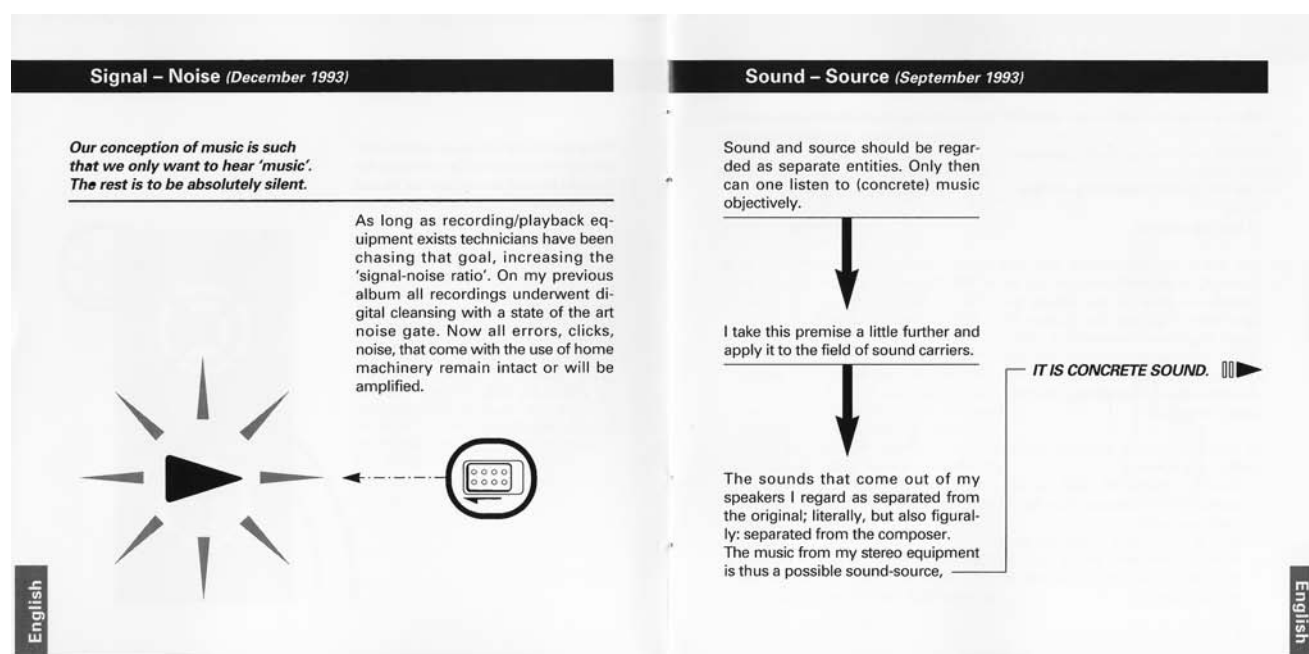 Signal – Noise (December 1993)
Our conception of music is such
that we only want to hear ‘music’.
The rest is to be absolutely silent.
As long as recording/playback eq-
uipment exists technicians have been
chasing that goal, increasing the
‘signal-noise ratio’. On my previous
album all recordings underwent di-
gital cleansing with a state of the art
noise gate. Now all errors, clicks,
noise, that come with the use of home
machinery remain intact or will be
amplified.
English
Sound – Source (September 1993)
Sound and source should be regar-
ded as separate entities. Only then
can one listen to (concrete) music
objectively.
I take this premise a little further and
apply it to the field of sound carriers.
The sounds that come out of my
speakers I regard as separated from
the original; literally, but also figural-
ly: separated from the composer.
The music from my stereo equipment
is thus a possible sound-source,
IT IS CONCRETE SOUND.
English